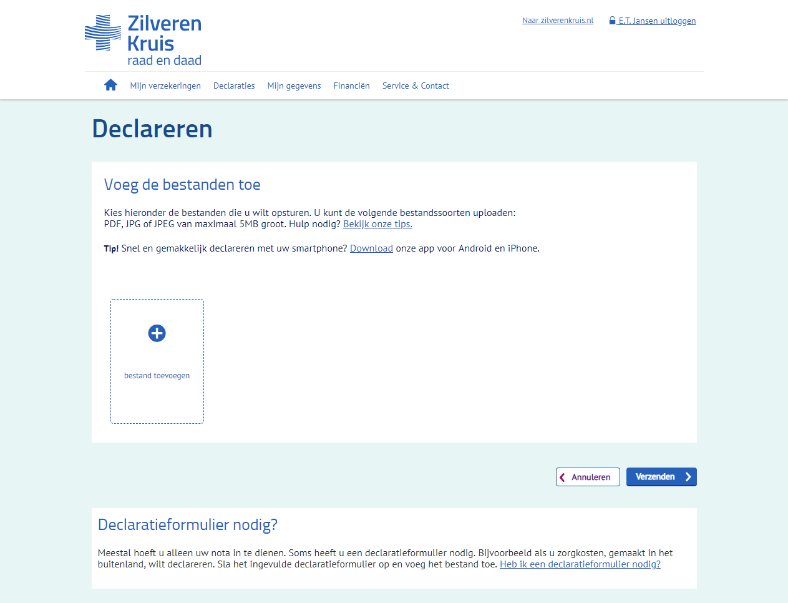 Zilveren
Kruis
raad en daad
Naar zilverenkruis.nl
E.T. Jansen uitloggen
Mijn verzekeringen Declaraties Mijn gegevens Financiën Service & Contact
Declareren
Voeg de bestanden toe
Kies hieronder de bestanden die u wilt opsturen. U kunt de volgende bestandssoorten uploaden:
PDF, JPG of JPEG van maximaal 5MB groot. Hulp nodig? Bekijk onze tips.
Tip! Snel en gemakkelijk declareren met uw smartphone? Download onze app voor Android en iPhone.
bestand toevoegen
Annuleren
Verzenden
Declaratieformulier nodig?
Meestal hoeft u alleen uw nota in te dienen. Soms heeft u een declaratieformulier nodig. Bijvoorbeeld als u zorgkosten, gemaakt in het
buitenland, wilt declareren. Sla het ingevulde declaratieformulier op en voeg het bestand toe. Heb ik een declaratieformulier nodig?